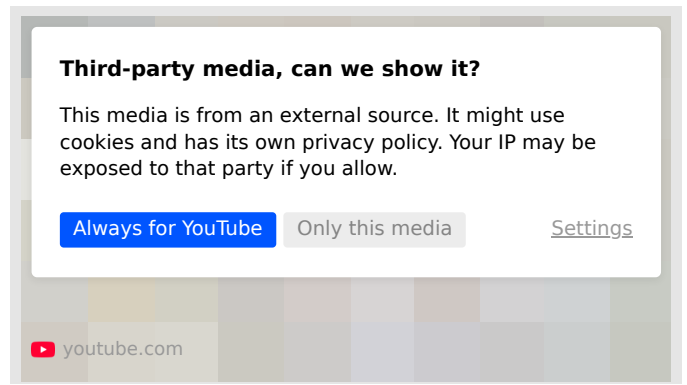 Third-party media, can we show it?
This media is from an external source. It might use
cookies and has its own privacy policy. Your IP may be
exposed to that party if you allow.
Always for YouTube Only this media Settings
youtube.com